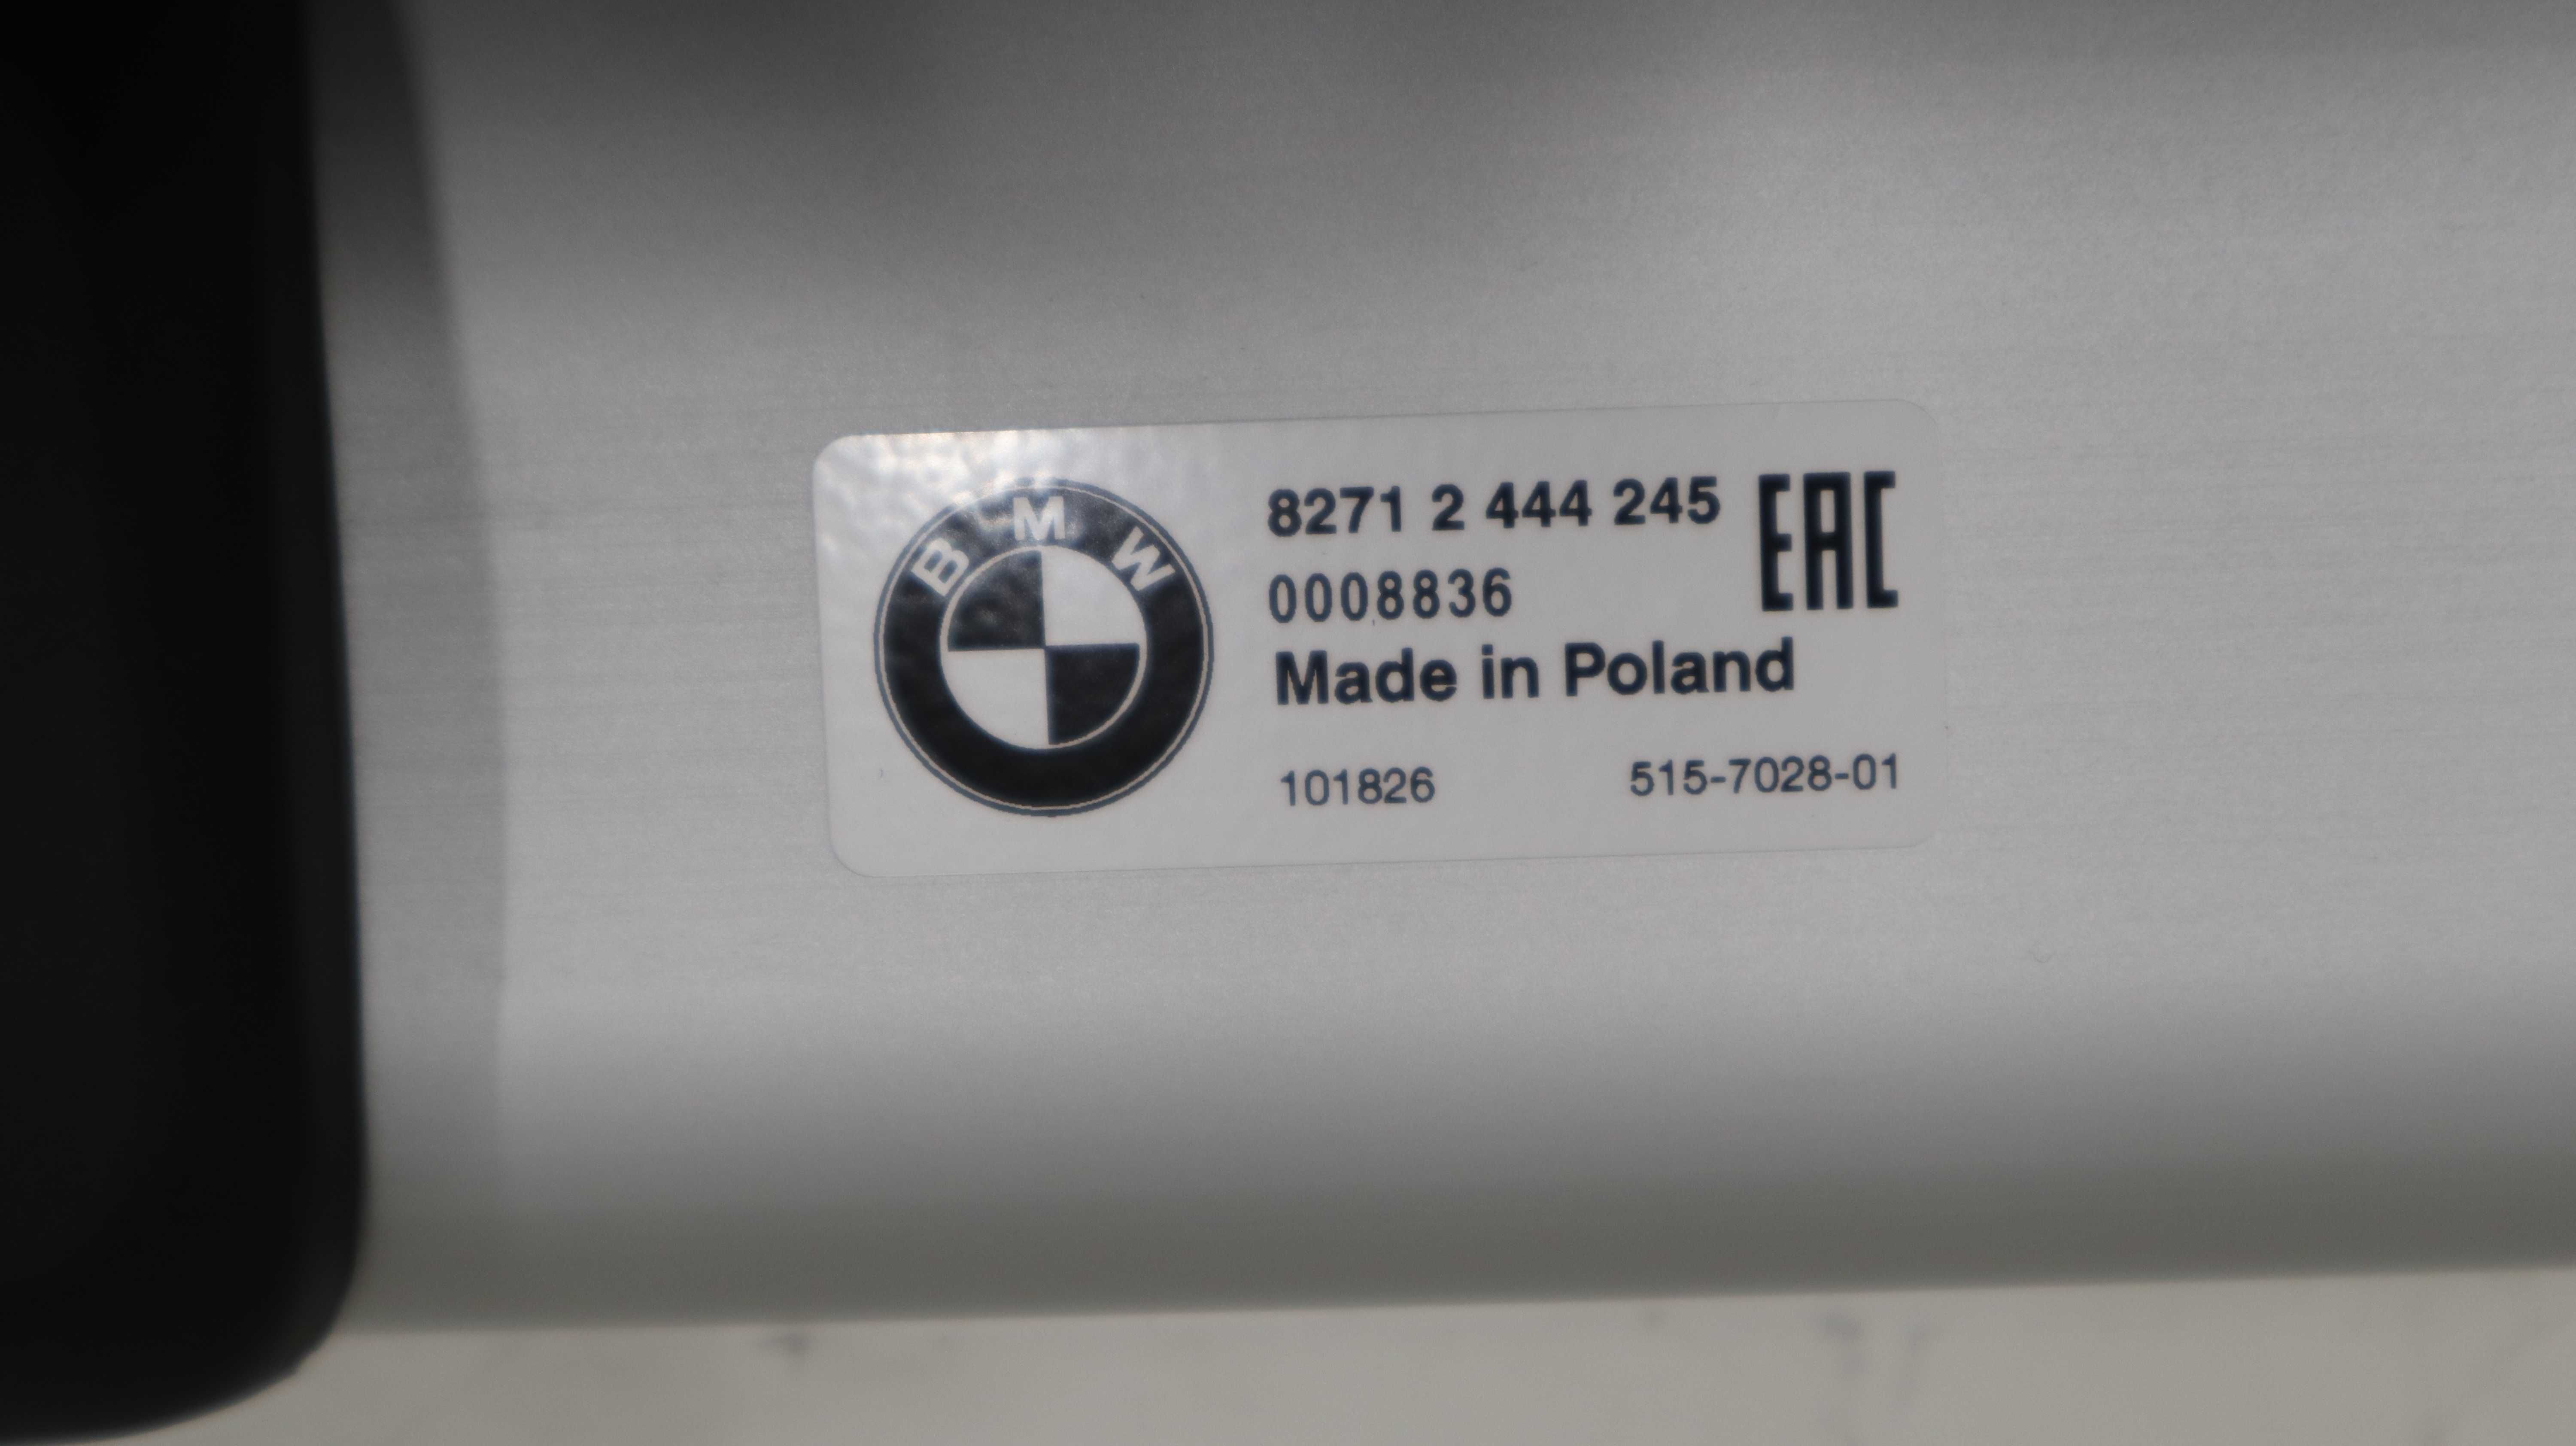 BMW
8271 2 444 245 EAC
0008836
Made in Poland
101826 515-7028-01